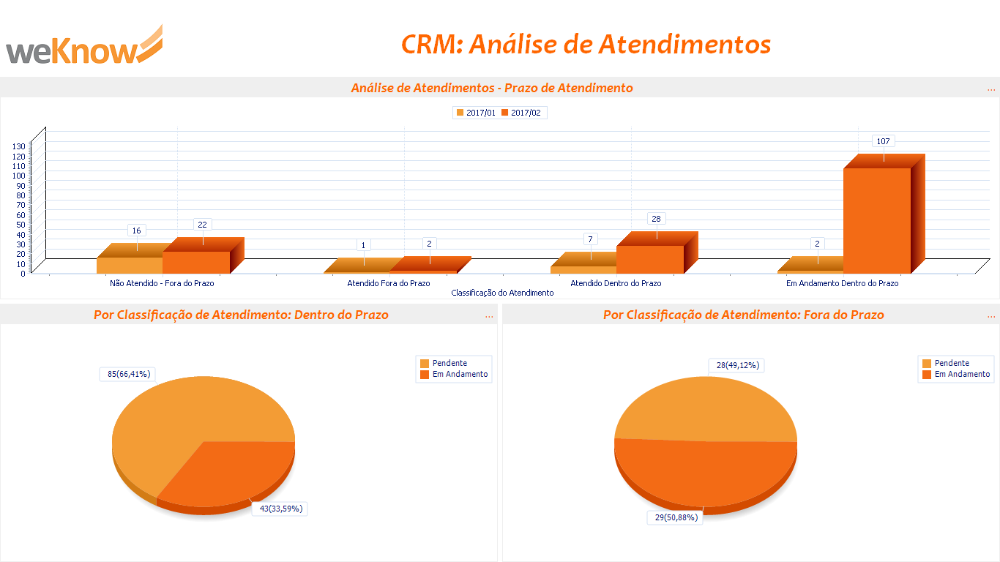 weKnow
CRM: Análise de Atendimentos
Análise de Atendimentos - Prazo de Atendimento
...
2017/01 2017/02
130
120
110
100
90
80
70
60
50
40
30
20
10
0
16
22
1
2
7
28
2
107
Não Atendido - Fora do Prazo
Atendido Fora do Prazo
Atendido Dentro do Prazo
Em Andamento Dentro do Prazo
Classificação do Atendimento
Por Classificação de Atendimento: Dentro do Prazo
...
Pendente
Em Andamento
85(66,41%)
43(33,59%)
Por Classificação de Atendimento: Fora do Prazo
...
Pendente
Em Andamento
28(49,12%)
29(50,88%)